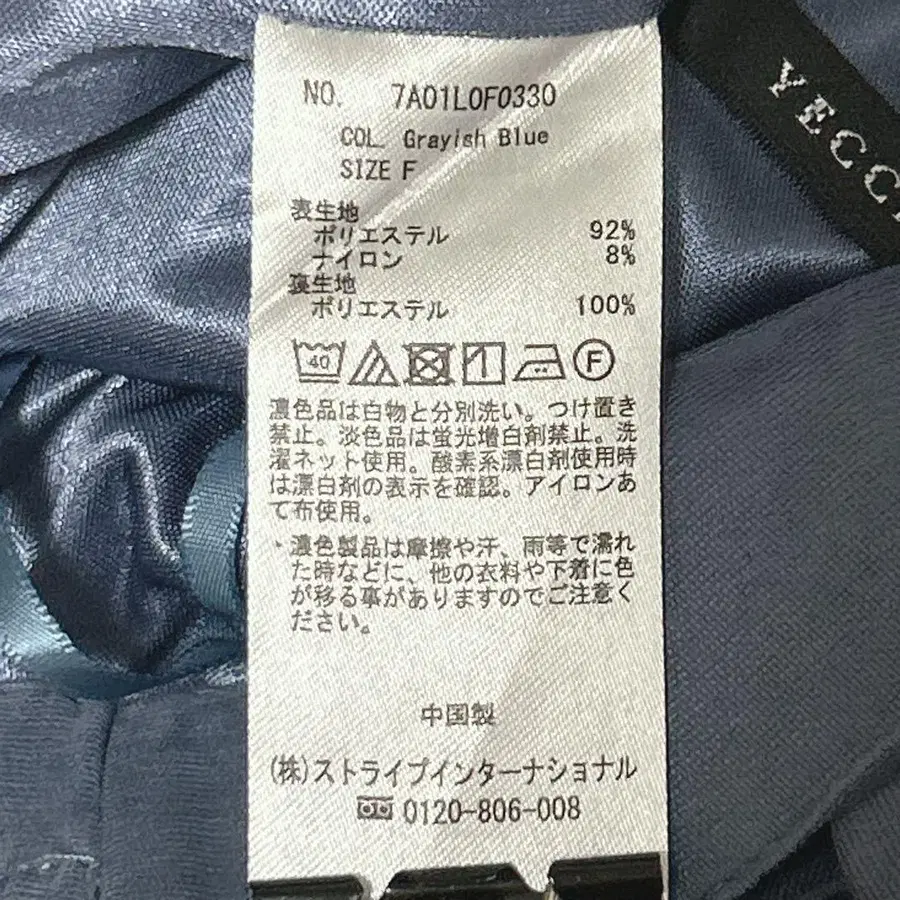 NO. 7A01L0F0330
COL. Grayish Blue
SIZE F
YECC
表生地
ポリエステル 92%
ナイロン 8%
裏生地
ポリエステル 100%
40
1
F
濃色品は白物と分別洗い。つけ置き
禁止。淡色品は蛍光増白剤禁止。洗
濯ネット使用。酸素系漂白剤使用時
は漂白剤の表示を確認。アイロンあ
て布使用。
・濃色製品は摩擦や汗、雨等で濡れ
た時などに、他の衣料や下着に色
が移る事がありますのでご注意く
ださい。
中国製
(株)ストライプインターナショナル
0120-806-008